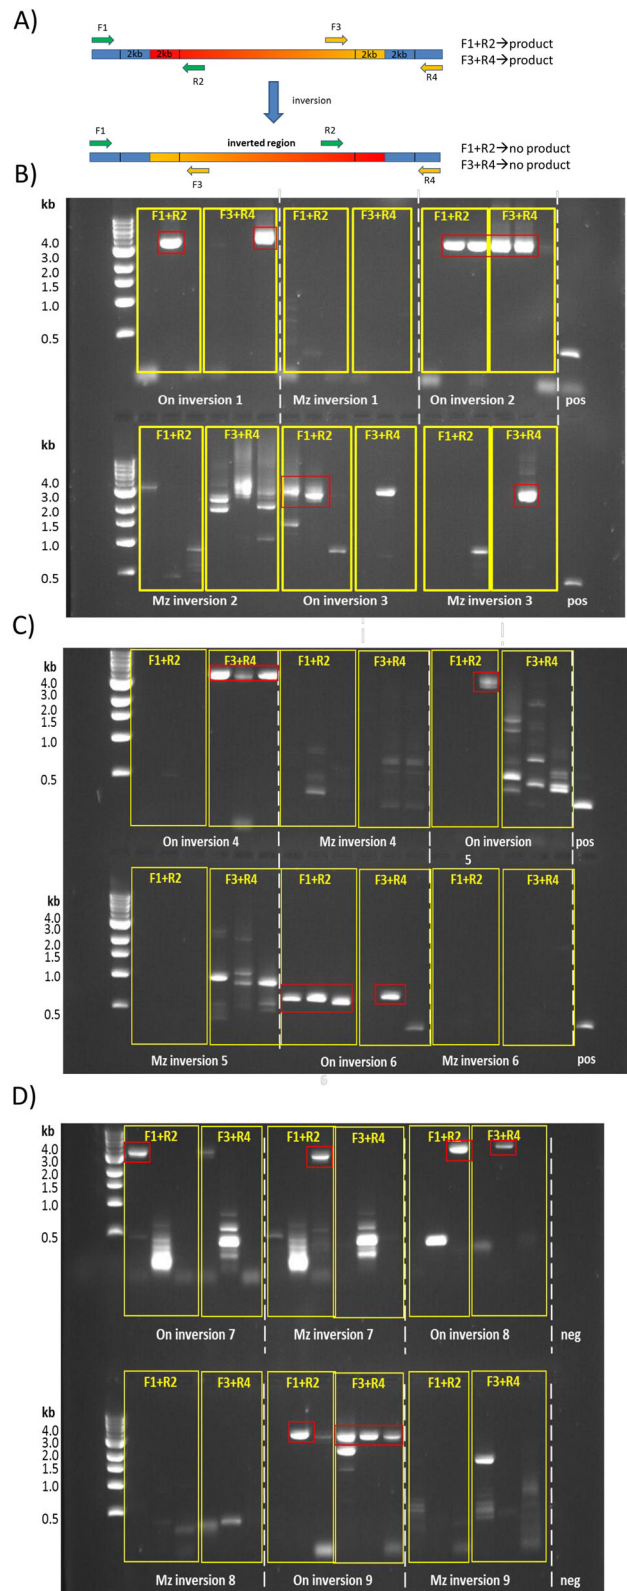 A)
F1
F3
2kb 2kb 2kb 2kb
R2
R4
F1+R2→product
F3+R4→product
inversion
F1
inverted region
R2
F3
R4
F1+R2→no product
F3+R4→no product
B)
kb
F1+R2 F3+R4 F1+R2 F3+R4 F1+R2 F3+R4
4.0
3.0
2.0
1.5
1.0
0.5
On inversion 1 Mz inversion 1 On inversion 2 pos
kb
F1+R2 F3+R4 F1+R2 F3+R4 F1+R2 F3+R4
4.0
3.0
2.0
1.5
1.0
0.5
Mz inversion 2 On inversion 3 Mz inversion 3 pos
C)
kb
F1+R2 F3+R4 F1+R2 F3+R4 F1+R2 F3+R4
4.0
3.0
2.0
1.5
1.0
0.5
On inversion 4 Mz inversion 4 On inversion
5
pos
kb
F1+R2 F3+R4 F1+R2 F3+R4 F1+R2 F3+R4
4.0
3.0
2.0
1.5
1.0
0.5
Mz inversion 5 On inversion 6 Mz inversion 6 pos
6
D)
kb
F1+R2 F3+R4 F1+R2 F3+R4 F1+R2 F3+R4
4.0
3.0
2.0
1.5
1.0
0.5
On inversion 7 Mz inversion 7 On inversion 8 neg
kb
F1+R2 F3+R4 F1+R2 F3+R4 F1+R2 F3+R4
4.0
3.0
2.0
1.5
1.0
0.5
Mz inversion 8 On inversion 9 Mz inversion 9 neg